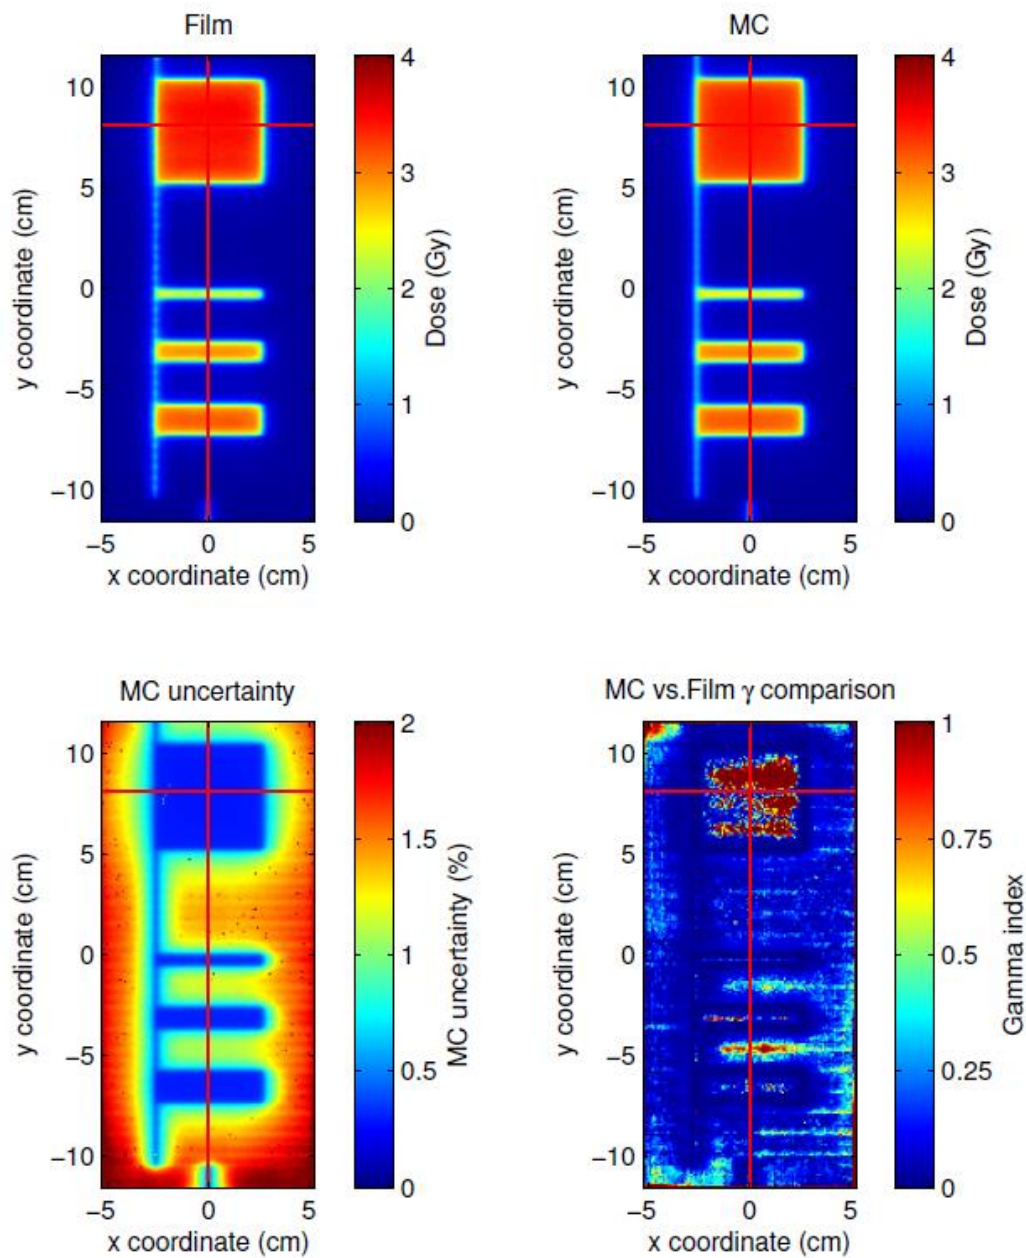 Film
MC
10
5
0
−5
−10
−5 0 5
x coordinate (cm)
y coordinate (cm)
4
3
2
1
0
Dose (Gy)
10
5
0
−5
−10
−5 0 5
x coordinate (cm)
y coordinate (cm)
4
3
2
1
0
Dose (Gy)
MC uncertainty
MC vs.Film γ comparison
10
5
0
−5
−10
−5 0 5
x coordinate (cm)
y coordinate (cm)
2
1.5
1
0.5
0
MC uncertainty (%)
10
5
0
−5
−10
−5 0 5
x coordinate (cm)
y coordinate (cm)
1
0.75
0.5
0.25
0
Gamma index